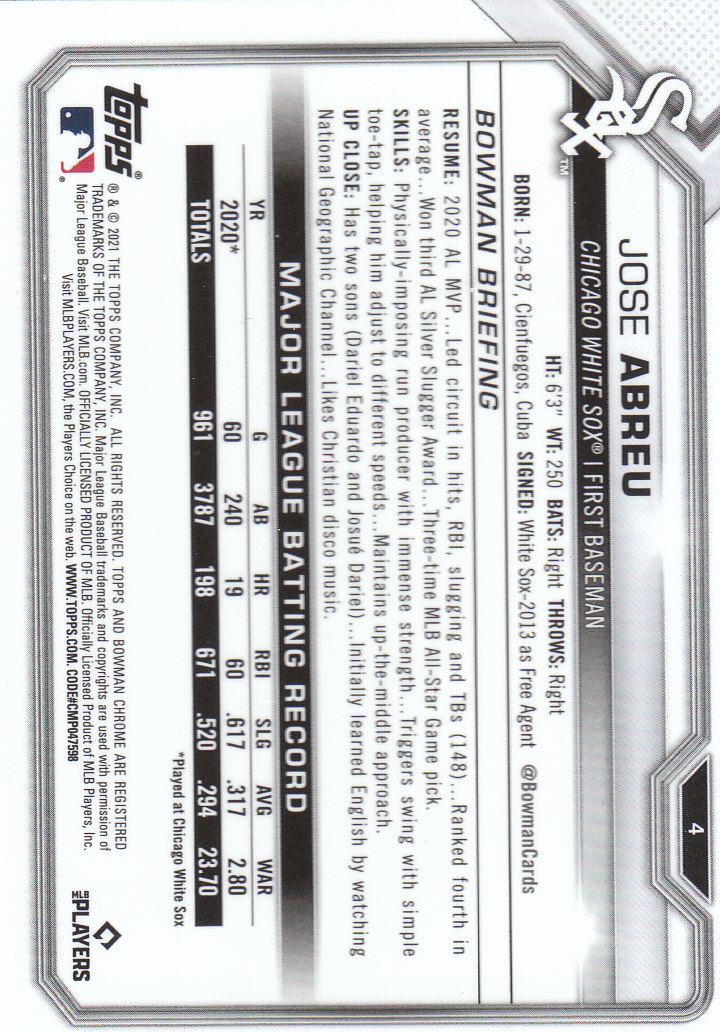 4
JOSE ABREU
CHICAGO WHITE SOX® | FIRST BASEMAN
Sox™
HT: 6'3" WT: 250 BATS: Right THROWS: Right
BORN: 1-29-87, Cienfuegos, Cuba SIGNED: White Sox-2013 as Free Agent @BowmanCards
BOWMAN BRIEFING
RESUME: 2020 AL MVP...Led circuit in hits, RBI, slugging and TBs (148)...Ranked fourth in
average...Won third AL Silver Slugger Award...Three-time MLB All-Star Game pick.
SKILLS: Physically-imposing run producer with immense strength...Triggers swing with simple
toe-tap, helping him adjust to different speeds...Maintains up-the-middle approach.
UP CLOSE: Has two sons (Dariel Eduardo and Josué Dariel)...Initially learned English by watching
National Geographic Channel...Likes Christian disco music.
MAJOR LEAGUE BATTING RECORD
YR G AB HR RBI SLG AVG WAR
2020* 60 240 19 60 .617 .317 2.80
TOTALS 961 3787 198 671 .520 .294 23.70
*Played at Chicago White Sox
topps®
® & © 2021 THE TOPPS COMPANY, INC. ALL RIGHTS RESERVED. TOPPS AND BOWMAN CHROME ARE REGISTERED
TRADEMARKS OF THE TOPPS COMPANY, INC. Major League Baseball trademarks and copyrights are used with permission of
Major League Baseball. Visit MLB.com. OFFICIALLY LICENSED PRODUCT OF MLB. Officially Licensed Product of MLB Players, Inc.
Visit MLBPLAYERS.COM, the Players Choice on the web. WWW.TOPPS.COM. CODE#CMP047598
MLB
PLAYERS